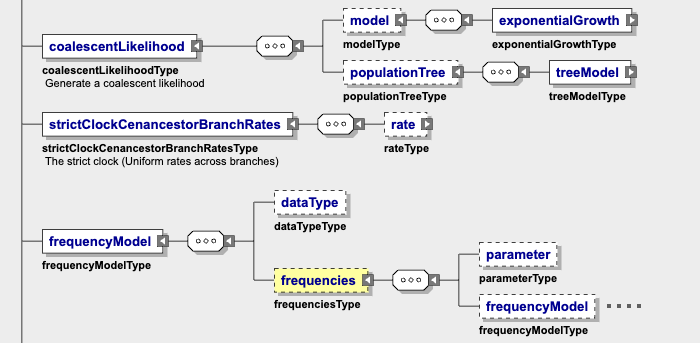 model
modelType
exponentialGrowth
exponentialGrowthType
coalescentLikelihood
coalescentLikelihoodType
Generate a coalescent likelihood
populationTree
populationTreeType
treeModel
treeModelType
strictClockCenancestorBranchRates
strictClockCenancestorBranchRatesType
The strict clock (Uniform rates across branches)
rate
rateType
dataType
dataTypeType
frequencyModel
frequencyModelType
frequencies
frequenciesType
parameter
parameterType
frequencyModel
frequencyModelType